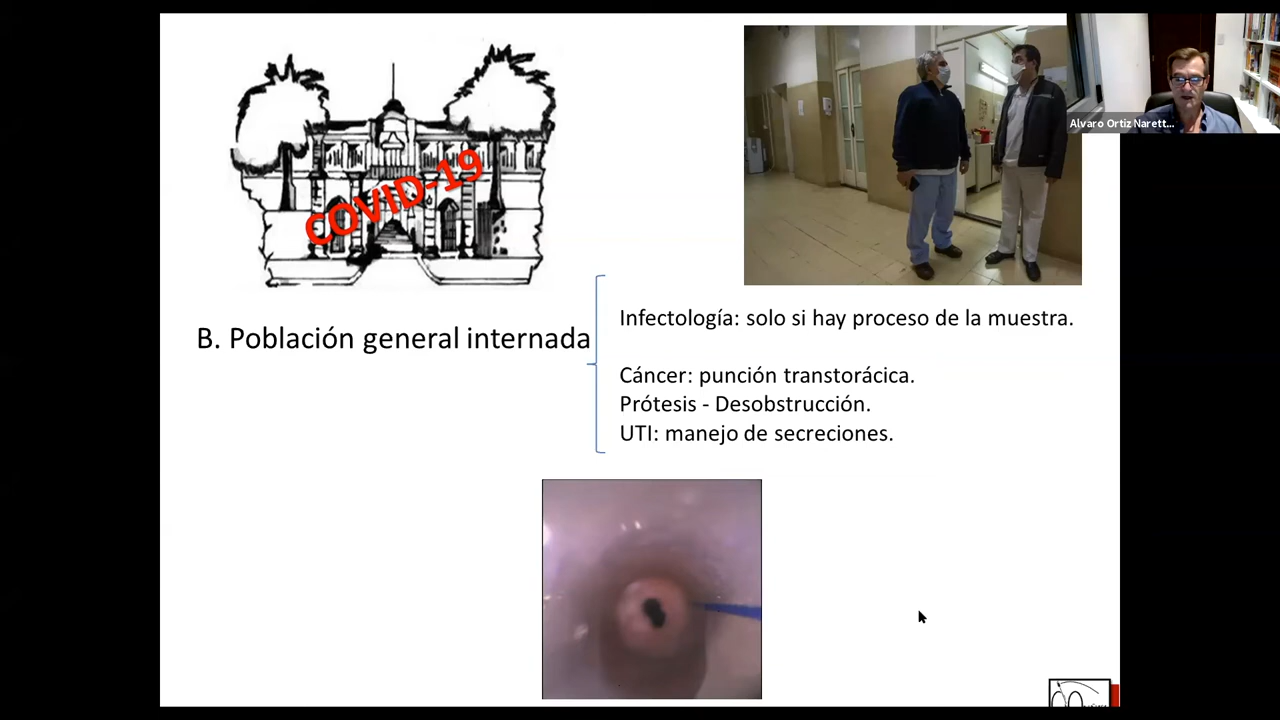 COVID-19
Alvaro Ortiz Narett...
B. Población general internada
Infectología: solo si hay proceso de la muestra.
Cáncer: punción transtorácica.
Prótesis - Desobstrucción.
UTI: manejo de secreciones.